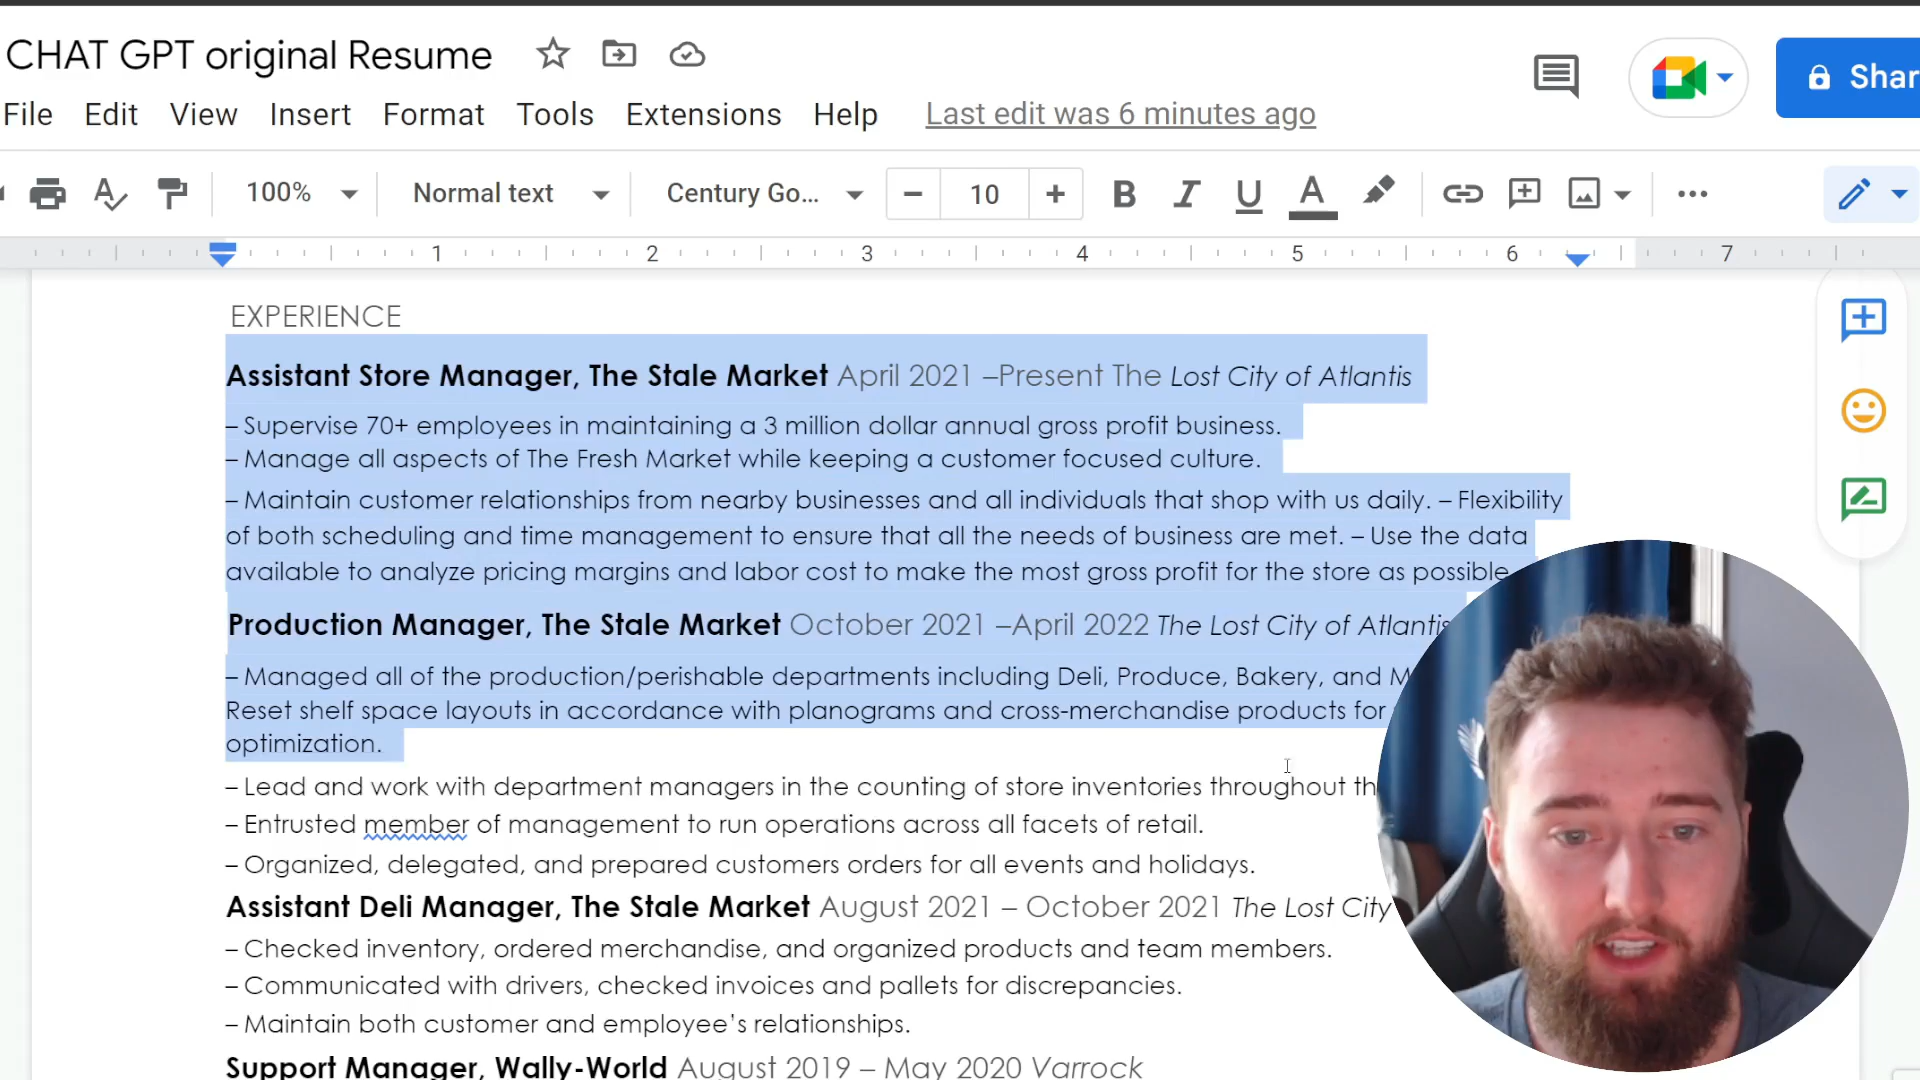 CHAT GPT original Resume
File Edit View Insert Format Tools Extensions Help Last edit was 6 minutes ago
100% Normal text Century Go... 10 B I U A
1 2 3 4 5 6 7
EXPERIENCE
Assistant Store Manager, The Stale Market April 2021 –Present The Lost City of Atlantis
– Supervise 70+ employees in maintaining a 3 million dollar annual gross profit business.
– Manage all aspects of The Fresh Market while keeping a customer focused culture.
– Maintain customer relationships from nearby businesses and all individuals that shop with us daily. – Flexibility
of both scheduling and time management to ensure that all the needs of business are met. – Use the data
available to analyze pricing margins and labor cost to make the most gross profit for the store as possible
Production Manager, The Stale Market October 2021 –April 2022 The Lost City of Atlantis
– Managed all of the production/perishable departments including Deli, Produce, Bakery, and
Reset shelf space layouts in accordance with planograms and cross-merchandise products for
optimization.
– Lead and work with department managers in the counting of store inventories throughout
– Entrusted member of management to run operations across all facets of retail.
– Organized, delegated, and prepared customers orders for all events and holidays.
Assistant Deli Manager, The Stale Market August 2021 – October 2021 The Lost City
– Checked inventory, ordered merchandise, and organized products and team members.
– Communicated with drivers, checked invoices and pallets for discrepancies.
– Maintain both customer and employee’s relationships.
Support Manager, Wally-World August 2019 – May 2020 Varrock